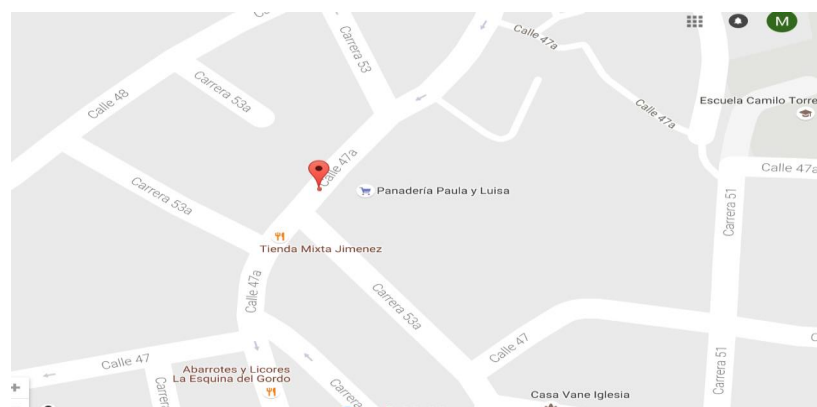 M
Calle 47a
Carrera 53
Carrera 53a
Calle 48
Escuela Camilo Torre
Calle 47a
Calle 47a
Calle 47a
Panadería Paula y Luisa
Carrera 53a
Carrera 51
Tienda Mixta Jimenez
Calle 47a
Carrera 53a
Calle 47
Calle 47
Carrera 51
C
Abarrotes y Licores
La Esquina del Gordo
Carrer
Carrera
Casa Vane Iglesia
+